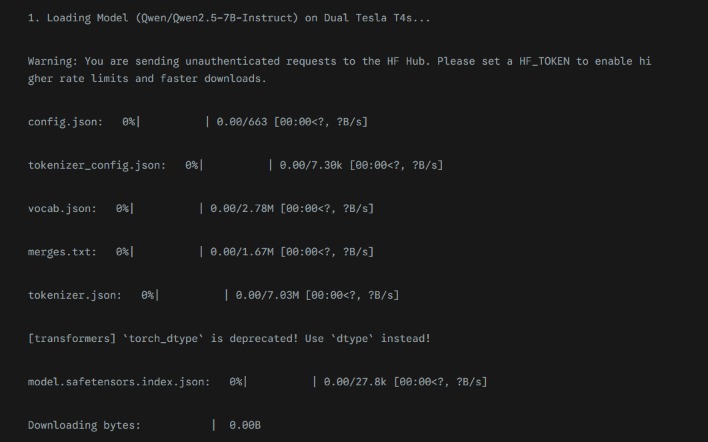 1. Loading Model (Qwen/Qwen2.5-7B-Instruct) on Dual Tesla T4s...
Warning: You are sending unauthenticated requests to the HF Hub. Please set a HF_TOKEN to enable hi
gher rate limits and faster downloads.
config.json:   0%|          | 0.00/663 [00:00<?, ?B/s]
tokenizer_config.json:   0%|          | 0.00/7.30k [00:00<?, ?B/s]
vocab.json:   0%|          | 0.00/2.78M [00:00<?, ?B/s]
merges.txt:   0%|          | 0.00/1.67M [00:00<?, ?B/s]
tokenizer.json:   0%|          | 0.00/7.03M [00:00<?, ?B/s]
[transformers] `torch_dtype` is deprecated! Use `dtype` instead!
model.safetensors.index.json:   0%|          | 0.00/27.8k [00:00<?, ?B/s]
Downloading bytes:           |  0.00B